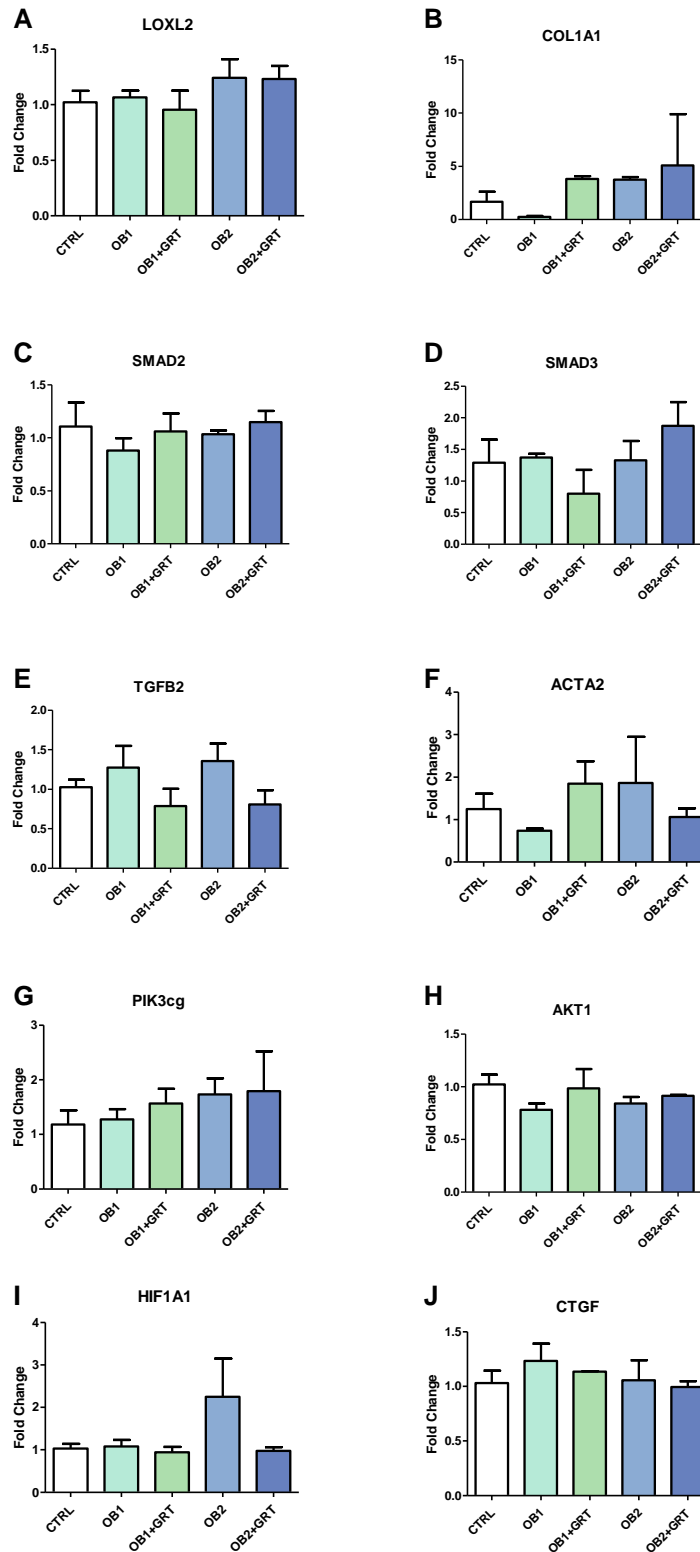 A
LOXL2
Fold Change
1.5
1.0
0.5
0.0
CTRL
OB1
OB1+GRT
OB2
OB2+GRT
B
COL1A1
Fold Change
15
10
5
0
CTRL
OB1
OB1+GRT
OB2
OB2+GRT
C
SMAD2
Fold Change
1.5
1.0
0.5
0.0
CTRL
OB1
OB1+GRT
OB2
OB2+GRT
D
SMAD3
Fold Change
2.5
2.0
1.5
1.0
0.5
0.0
CTRL
OB1
OB1+GRT
OB2
OB2+GRT
E
TGFB2
Fold Change
2.0
1.5
1.0
0.5
0.0
CTRL
OB1
OB1+GRT
OB2
OB2+GRT
F
ACTA2
Fold Change
4
3
2
1
0
CTRL
OB1
OB1+GRT
OB2
OB2+GRT
G
PIK3cg
Fold Change
3
2
1
0
CTRL
OB1
OB1+GRT
OB2
OB2+GRT
H
AKT1
Fold Change
1.5
1.0
0.5
0.0
CTRL
OB1
OB1+GRT
OB2
OB2+GRT
I
HIF1A1
Fold Change
4
3
2
1
0
CTRL
OB1
OB1+GRT
OB2
OB2+GRT
J
CTGF
Fold Change
1.5
1.0
0.5
0.0
CTRL
OB1
OB1+GRT
OB2
OB2+GRT